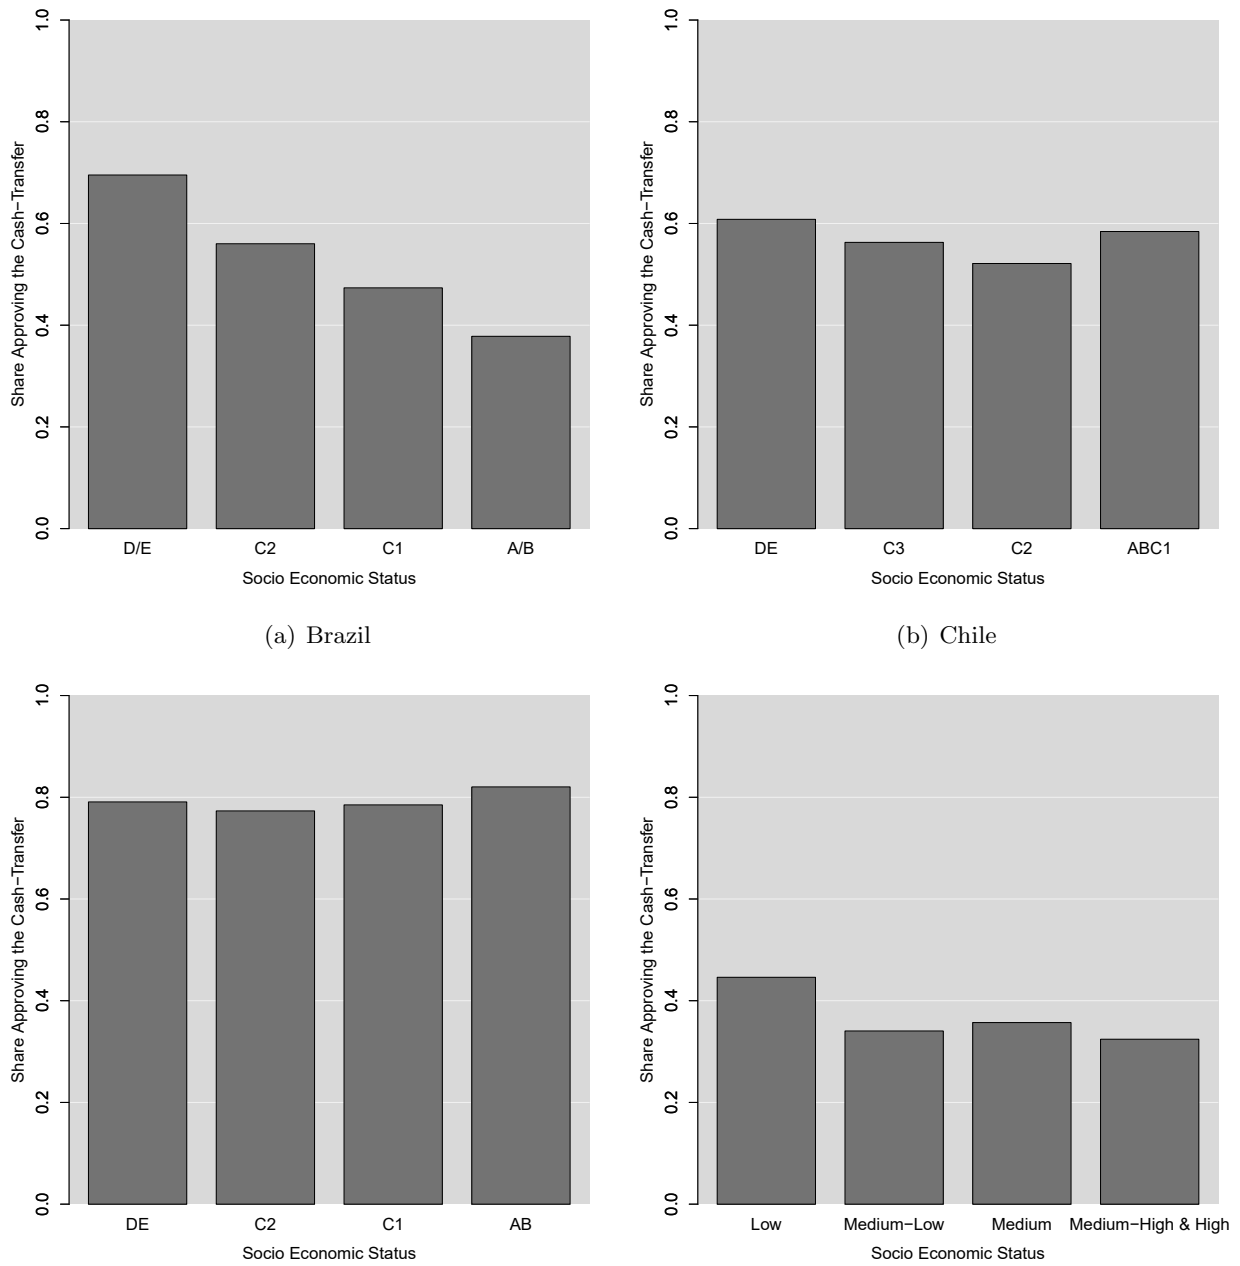 Share Approving the Cash−Transfer
1.0
0.8
0.6
0.4
0.2
0.0
D/E C2 C1 A/B
Socio Economic Status
(a) Brazil
Share Approving the Cash−Transfer
1.0
0.8
0.6
0.4
0.2
0.0
DE C3 C2 ABC1
Socio Economic Status
(b) Chile
Share Approving the Cash−Transfer
1.0
0.8
0.6
0.4
0.2
0.0
DE C2 C1 AB
Socio Economic Status
Share Approving the Cash−Transfer
1.0
0.8
0.6
0.4
0.2
0.0
Low Medium−Low Medium Medium−High & High
Socio Economic Status